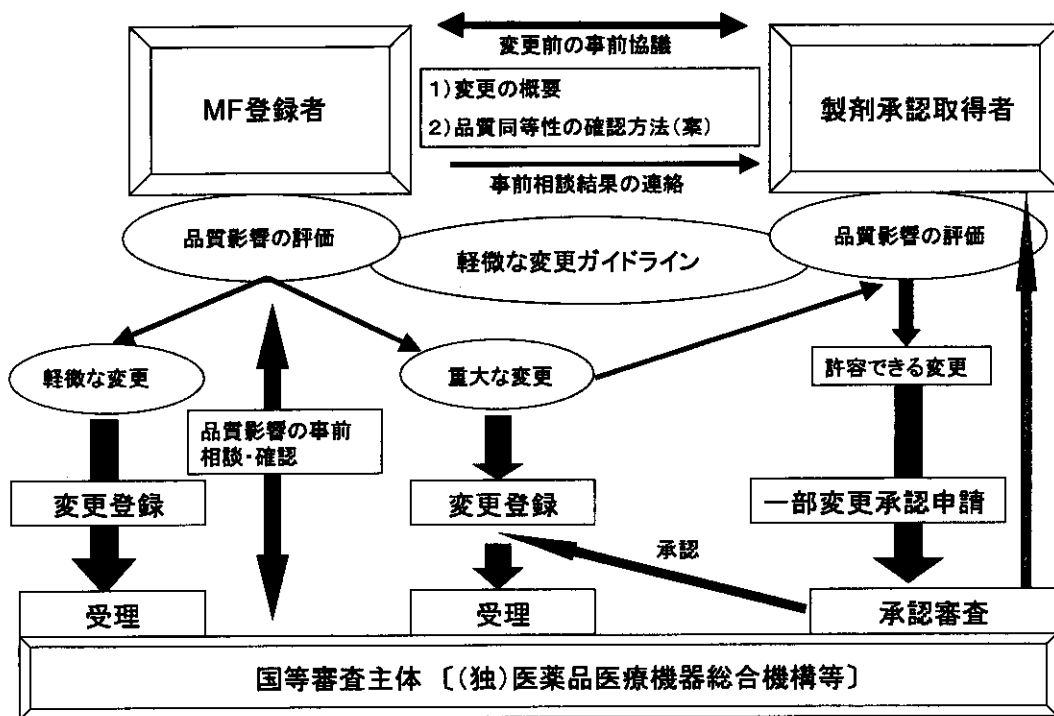 変更前の事前協議
MF登録者
1)変更の概要
2)品質同等性の確認方法(案)
製剤承認取得者
事前相談結果の連絡
品質影響の評価
軽微な変更ガイドライン
品質影響の評価
軽微な変更
重大な変更
許容できる変更
品質影響の事前
相談・確認
変更登録
変更登録
一部変更承認申請
承認
受理
受理
承認審査
国等審査主体 〔(独)医薬品医療機器総合機構等〕